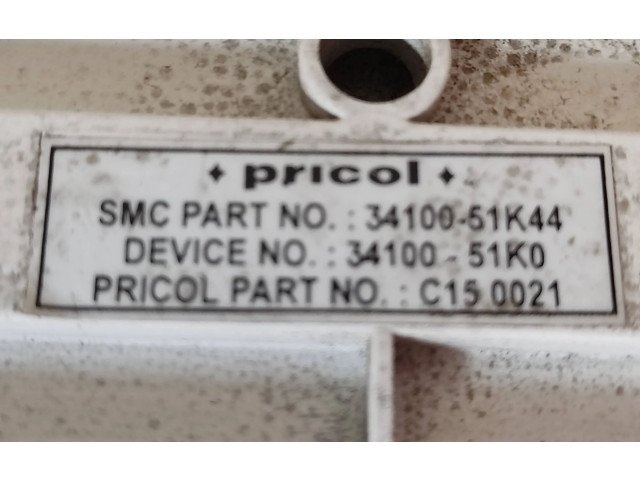 pricol
SMC PART NO. : 34100-51K44
DEVICE NO. : 34100 - 51K0
PRICOL PART NO. : C15 0021